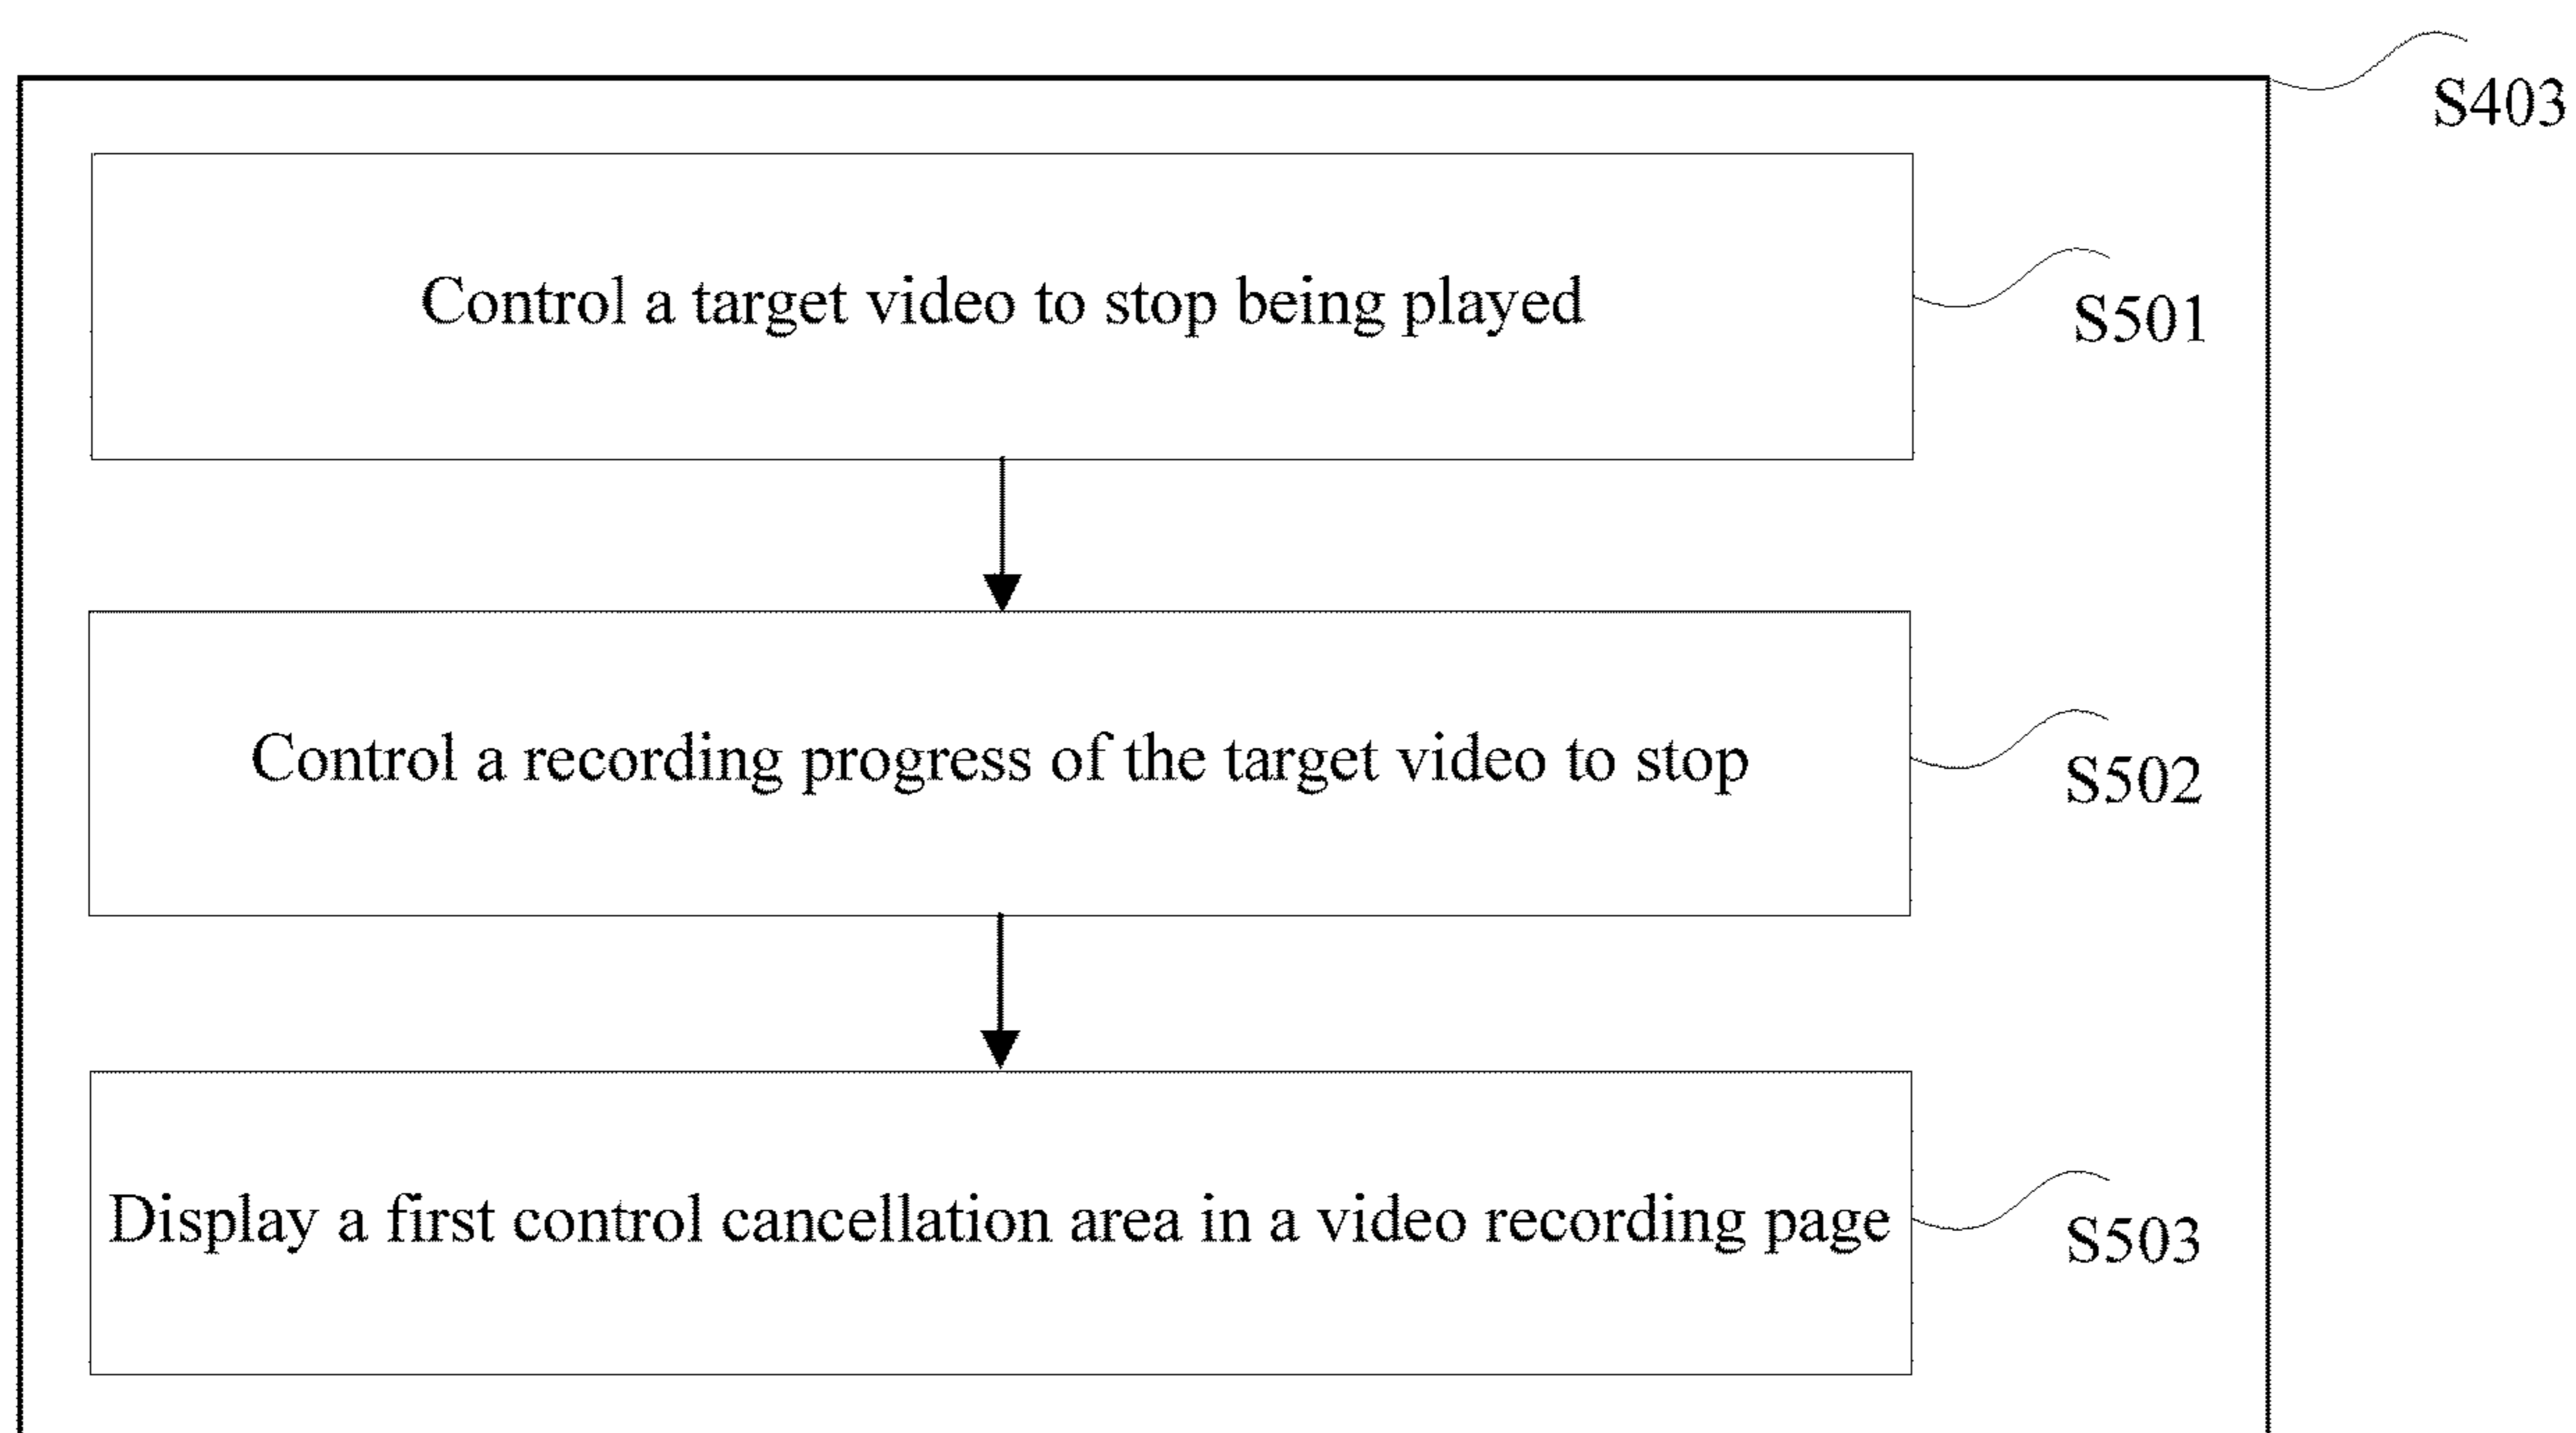 S403
Control a target video to stop being played
S501
Control a recording progress of the target video to stop
S502
Display a first control cancellation area in a video recording page
S503